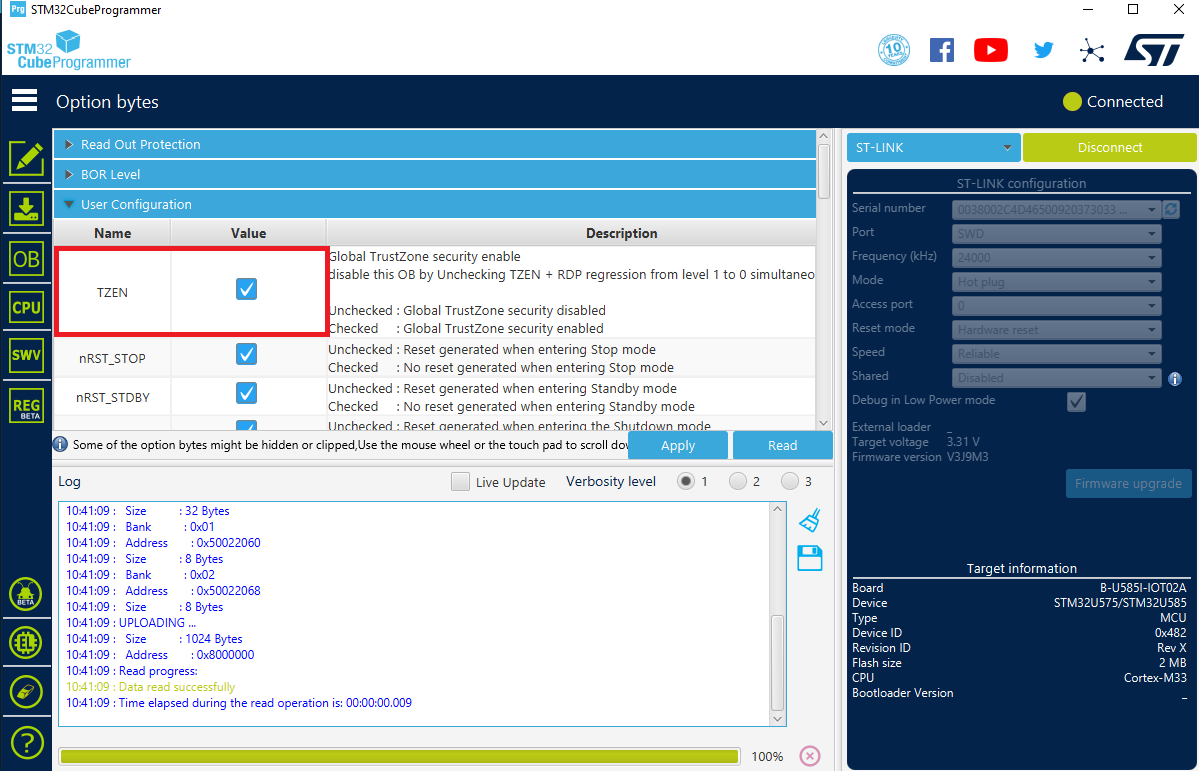 Prg STM32CubeProgrammer
STM32
CubeProgrammer
10
Option bytes
Connected
Read Out Protection
BOR Level
User Configuration
Name Value Description
TZEN
Global TrustZone security enable
disable this OB by Unchecking TZEN + RDP regression from level 1 to 0 simultaneo
Unchecked : Global TrustZone security disabled
Checked : Global TrustZone security enabled
nRST_STOP
Unchecked : Reset generated when entering Stop mode
Checked : No reset generated when entering Stop mode
nRST_STDBY
Unchecked : Reset generated when entering Standby mode
Checked : No reset generated when entering Standby mode
Unchecked : Reset generated when entering the Shutdown mode
Some of the option bytes might be hidden or clipped,Use the mouse wheel or the touch pad to scroll dow
Apply
Read
Log
Live Update Verbosity level 1 2 3
10:41:09 : Size : 32 Bytes
10:41:09 : Bank : 0x01
10:41:09 : Address : 0x50022060
10:41:09 : Size : 8 Bytes
10:41:09 : Bank : 0x02
10:41:09 : Address : 0x50022068
10:41:09 : Size : 8 Bytes
10:41:09 : UPLOADING ...
10:41:09 : Size : 1024 Bytes
10:41:09 : Address : 0x8000000
10:41:09 : Read progress:
10:41:09 : Data read successfully
10:41:09 : Time elapsed during the read operation is: 00:00:00.009
100%
OB
CPU
SWV
REG
BETA
BETA
EL
?
ST-LINK
Disconnect
ST-LINK configuration
Serial number 0038002C4D46500920373033 ...
Port SWD
Frequency (kHz) 24000
Mode Hot plug
Access port 0
Reset mode Hardware reset
Speed Reliable
Shared Disabled
Debug in Low Power mode
External loader _
Target voltage 3.31 V
Firmware version V3J9M3
Firmware upgrade
Target information
Board B-U585I-IOT02A
Device STM32U575/STM32U585
Type MCU
Device ID 0x482
Revision ID Rev X
Flash size 2 MB
CPU Cortex-M33
Bootloader Version _